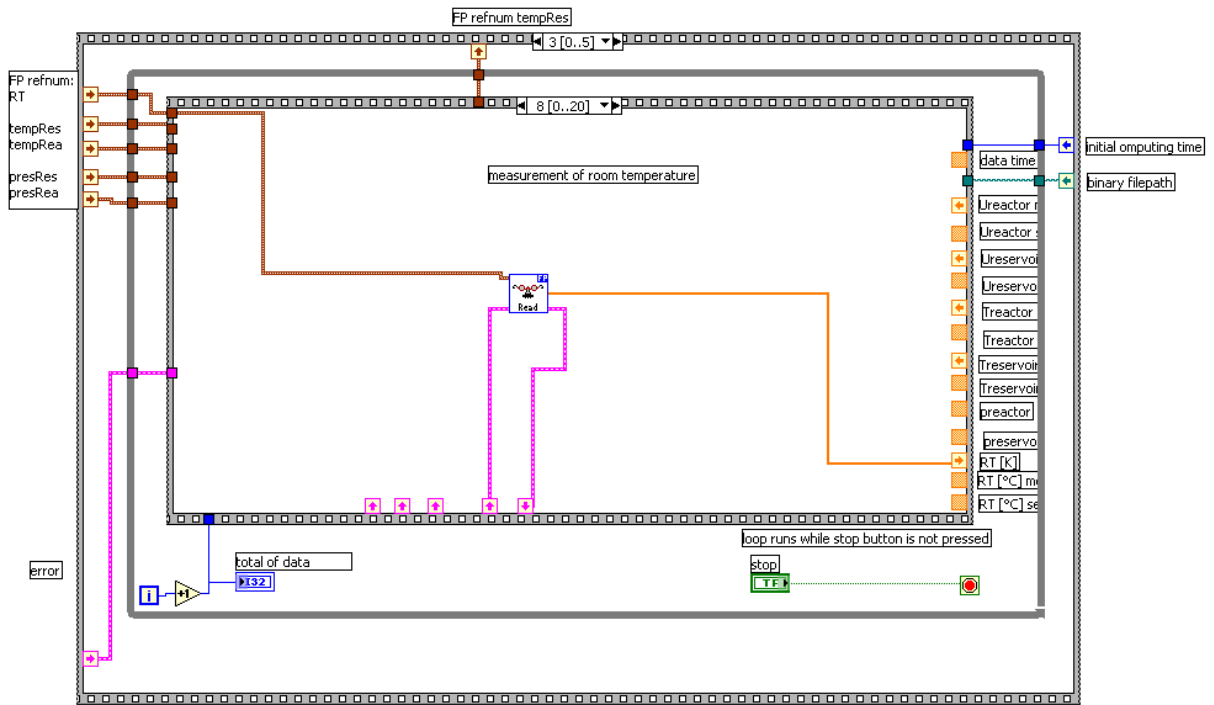 FP refnum tempRes
3 [0..5]
FP refnum:
RT
tempRes
tempRea
presRes
presRea
8 [0..20]
measurement of room temperature
initial omputing time
data time
binary filepath
Ureactor
Ureactor
Ureservoi
Ureservo
Treactor
Treactor
Treservoir
Treservoir
preactor
preservo
RT [K]
RT [°C]
RT [°C] se
FP
Read
loop runs while stop button is not pressed
total of data
stop
error
I32
TF
i
+1